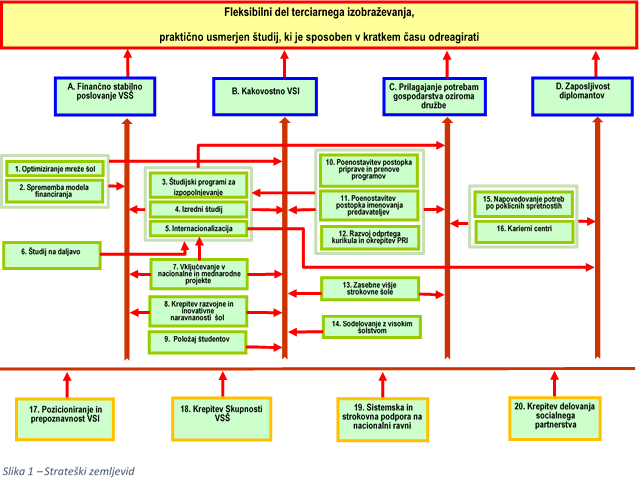 Fleksibilni del terciarnega izobraževanja,
praktično usmerjen študij, ki je sposoben v kratkem času odreagirati
A. Finančno stabilno
poslovanje VSŠ
B. Kakovostno VSI
C. Prilagajanje potrebam
gospodarstva oziroma
družbe
D. Zaposljivost
diplomantov
1. Optimiziranje mreže šol
2. Sprememba modela
financiranja
3. Študijski programi za
izpopolnjevanje
4. Izredni študij
5. Internacionalizacija
6. Študij na daljavo
7. Vključevanje v
nacionalne in mednarodne
projekte
8. Krepitev razvojne in
inovativne
naravnanosti šol
9. Položaj študentov
10. Poenostavitev postopka
priprave in prenove
programov
11. Poenostavitev
postopka imenovanja
predavateljev
12. Razvoj odprtega
kurikula in okrepitev PRI
13. Zasebne višje
strokovne šole
14. Sodelovanje z visokim
šolstvom
15. Napovedovanje potreb
po poklicnih spretnostih
16. Karierni centri
17. Pozicioniranje in
prepoznavnost VSI
18. Krepitev Skupnosti
VSŠ
19. Sistemska in
strokovna podpora na
nacionalni ravni
20. Krepitev delovanja
socialnega
partnerstva
Slika 1 – Strateški zemljevid